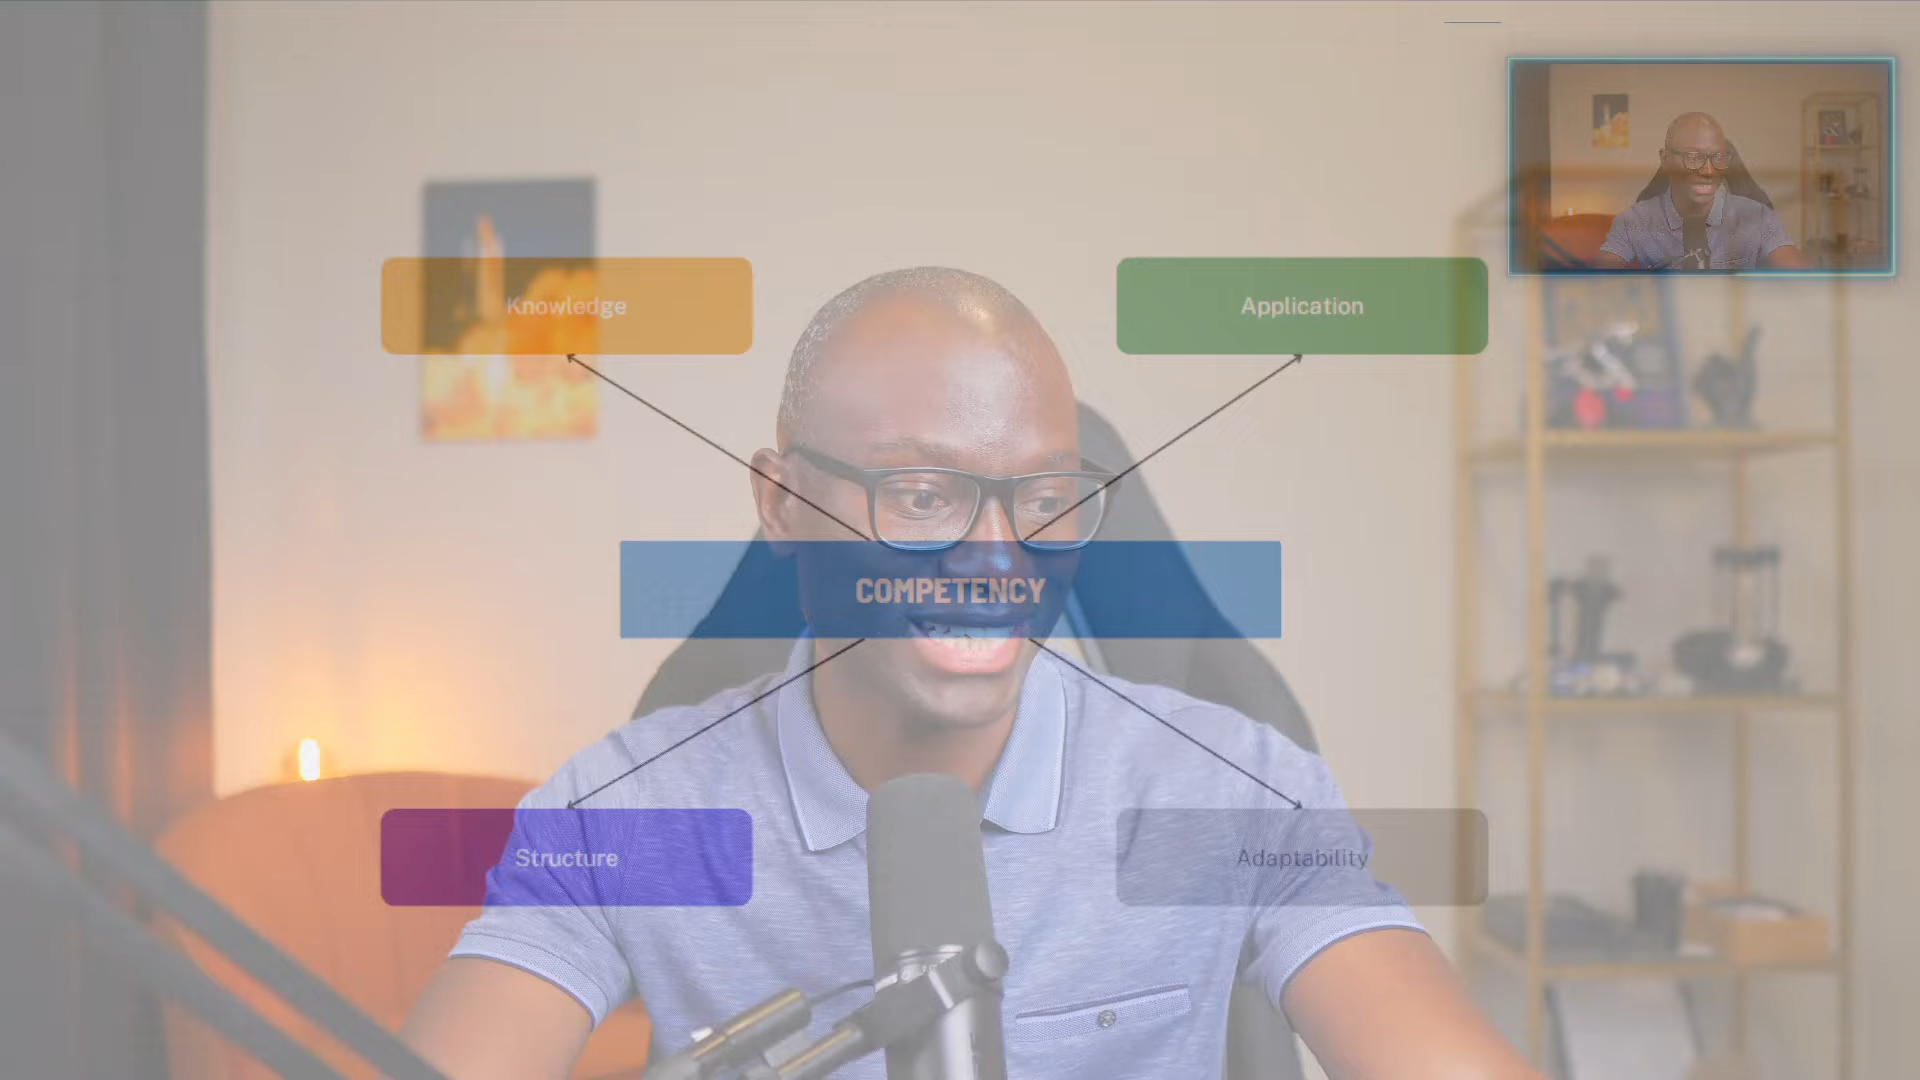 Knowledge
Application
COMPETENCY
Structure
Adaptability